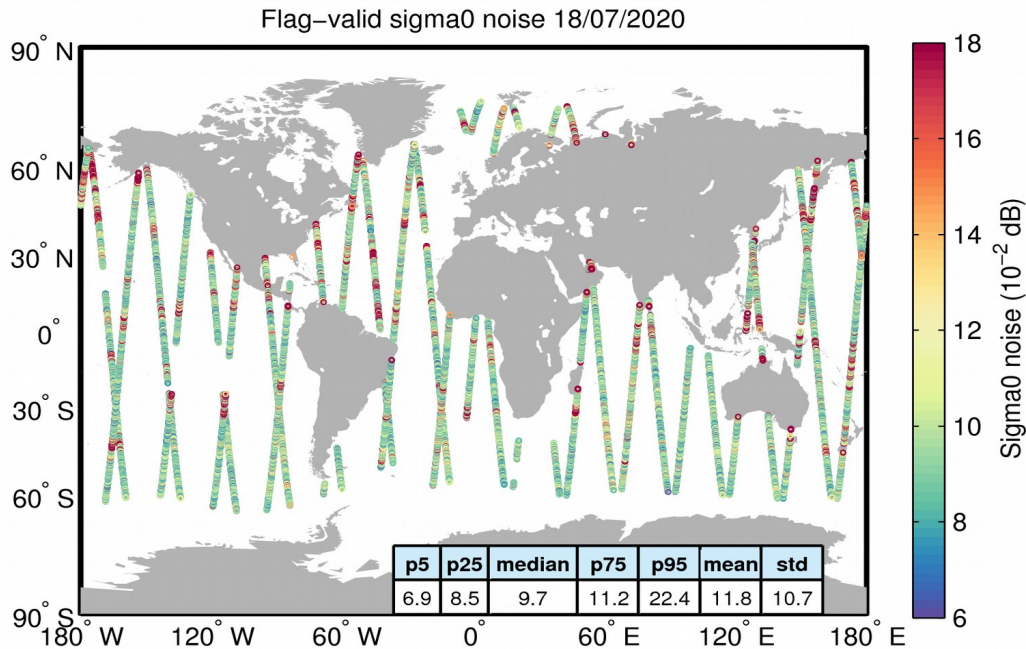 Flag−valid sigma0 noise 18/07/2020
90° N
60° N
30° N
0°
30° S
60° S
90° S
180° W
120° W
60° W
0°
60° E
120° E
180° E
p5 p25 median p75 p95 mean std
6.9 8.5 9.7 11.2 22.4 11.8 10.7
18
16
14
12
10
8
6
Sigma0 noise (10⁻² dB)